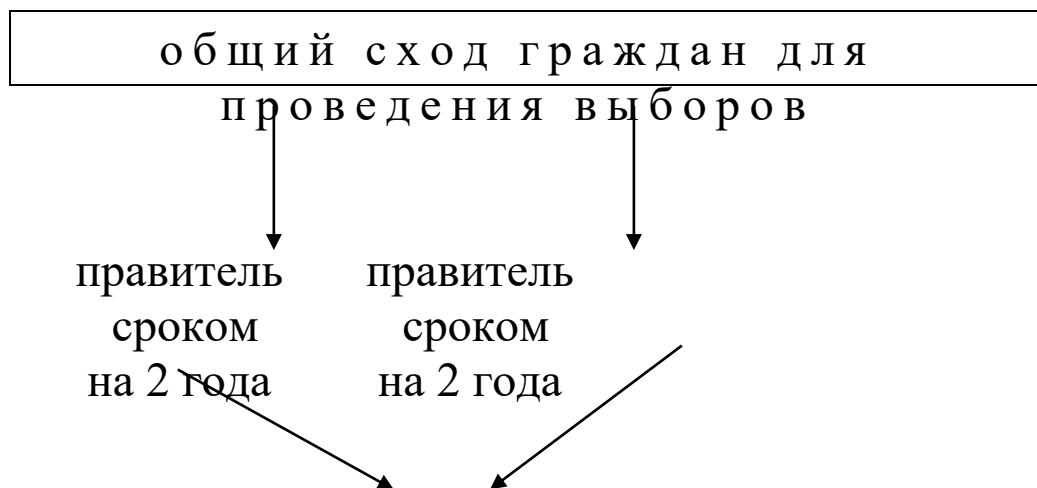 общий сход граждан для
проведения выборов
правитель правитель
сроком сроком
на 2 года на 2 года